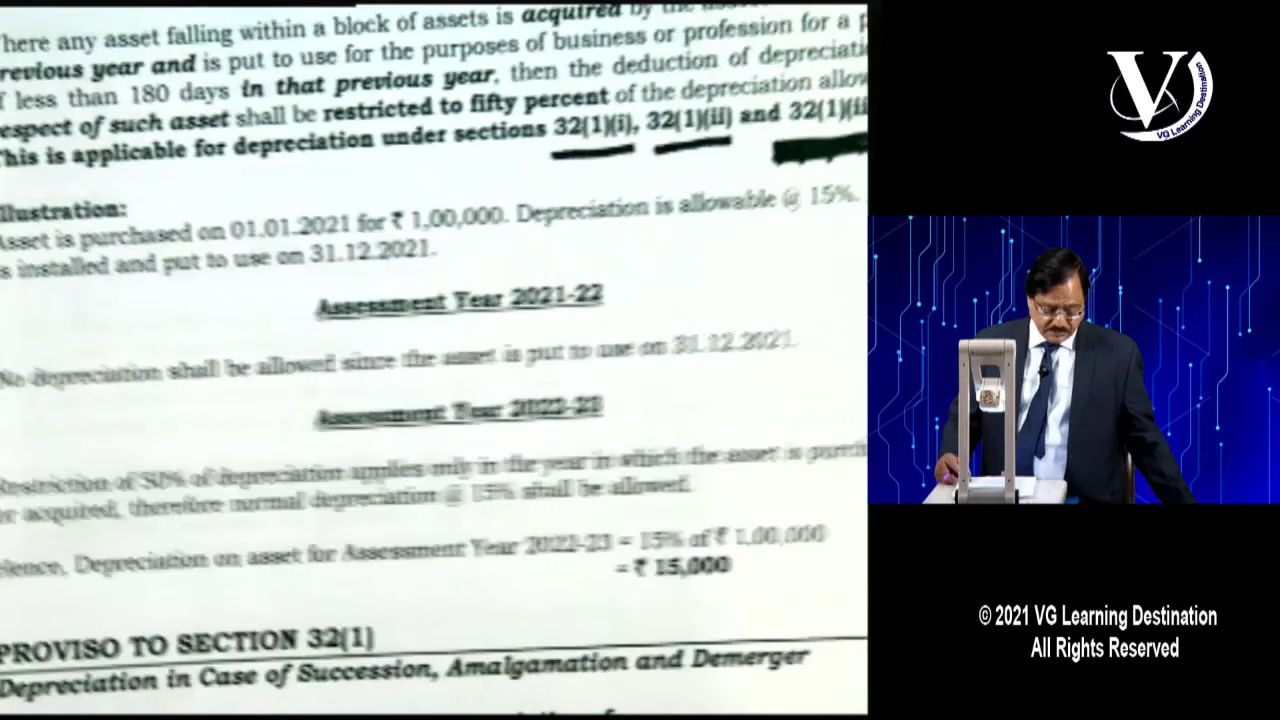 here any asset falling within a block of assets is acquired by the
revious year and is put to use for the purposes of business or profession for a
f less than 180 days in that previous year, then the deduction of depreciati
espect of such asset shall be restricted to fifty percent of the depreciation allow
This is applicable for depreciation under sections 32(1)(i), 32(1)(ii) and 32(1)(ii
llustration:
Asset is purchased on 01.01.2021 for ₹ 1,00,000. Depreciation is allowable @ 15%.
s installed and put to use on 31.12.2021.
Assessment Year 2021-22
No depreciation shall be allowed since the asset is put to use on 31.12.2021.
Assessment Year 2022-23
Restriction of 50% of depreciation applies only in the year in which the asset is purch
or acquired, therefore normal depreciation @ 15% shall be allowed.
Hence, Depreciation on asset for Assessment Year 2022-23 = 15% of ₹ 1,00,000
= ₹ 15,000
PROVISO TO SECTION 32(1)
Depreciation in Case of Succession, Amalgamation and Demerger
V
VG Learning Destination
© 2021 VG Learning Destination
All Rights Reserved